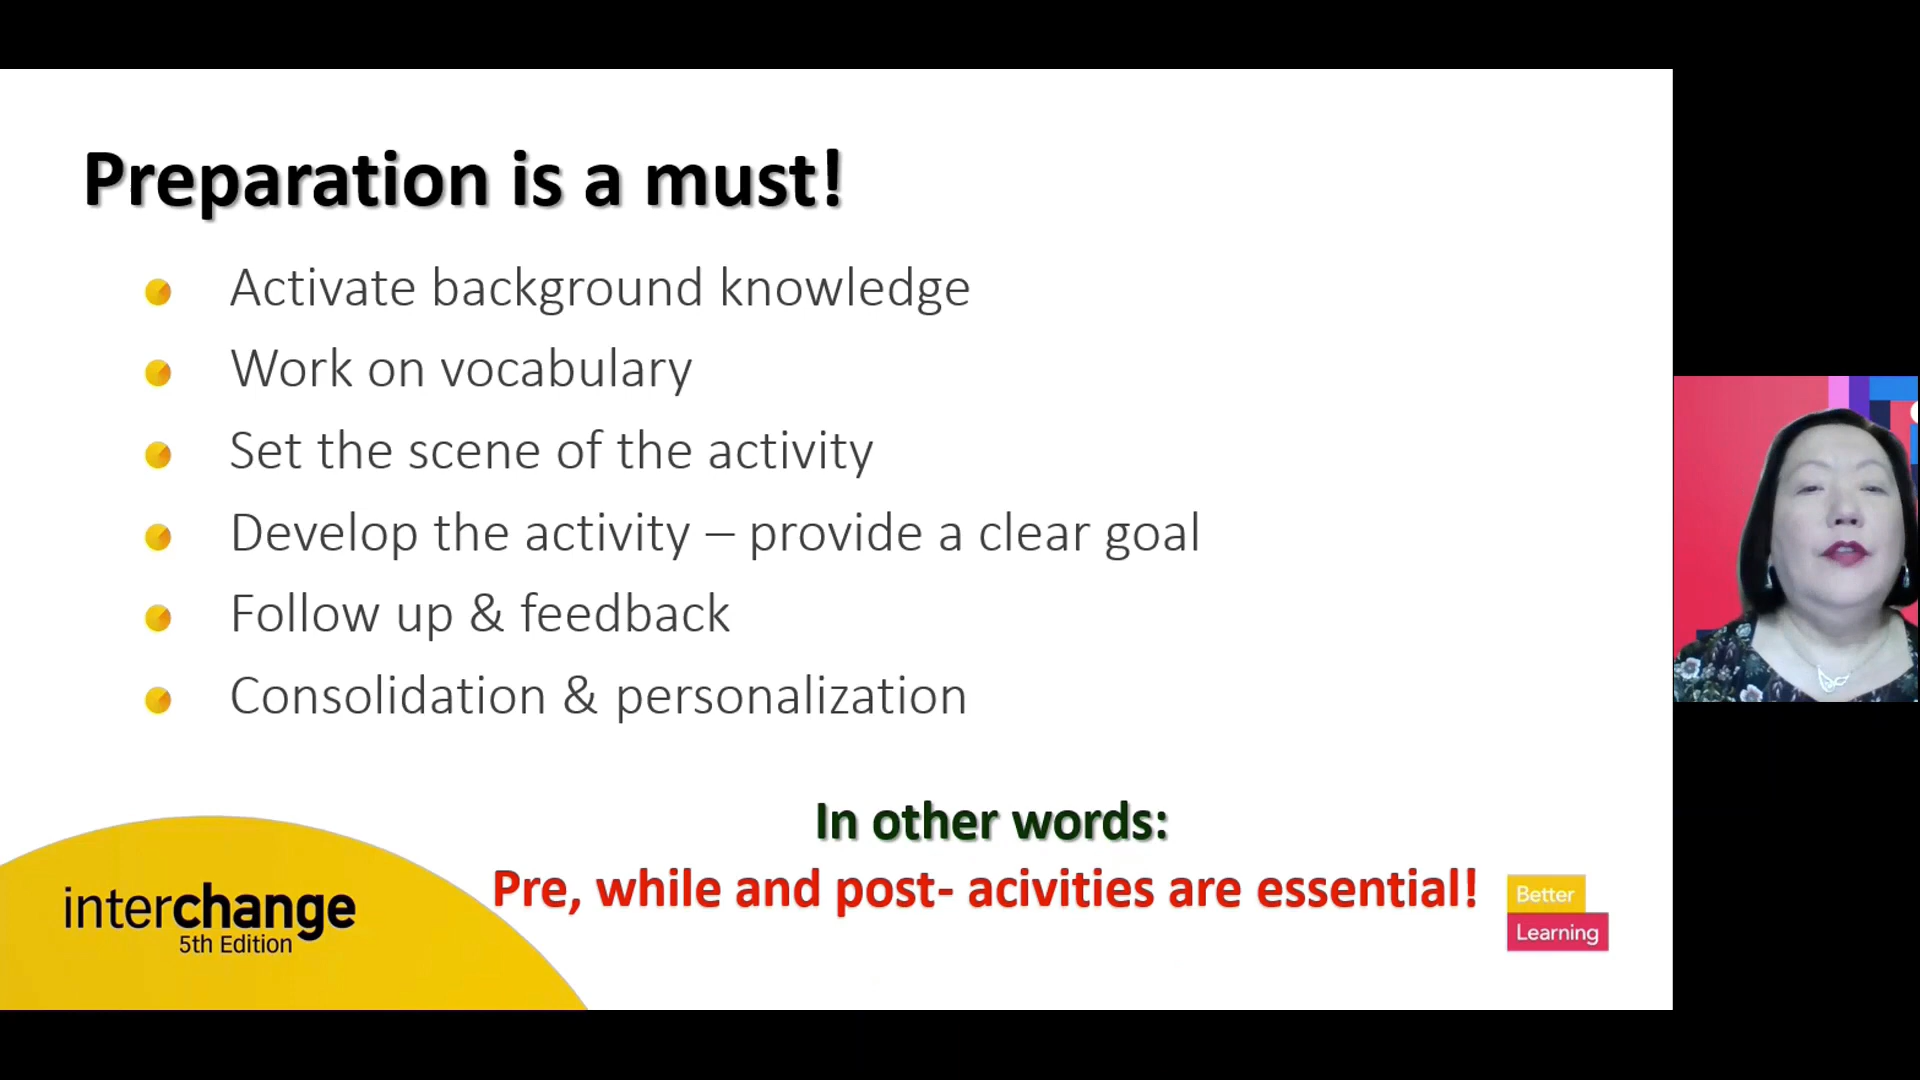 Preparation is a must!
Activate background knowledge
Work on vocabulary
Set the scene of the activity
Develop the activity – provide a clear goal
Follow up & feedback
Consolidation & personalization
In other words:
Pre, while and post- acivities are essential!
interchange
5th Edition
Better
Learning